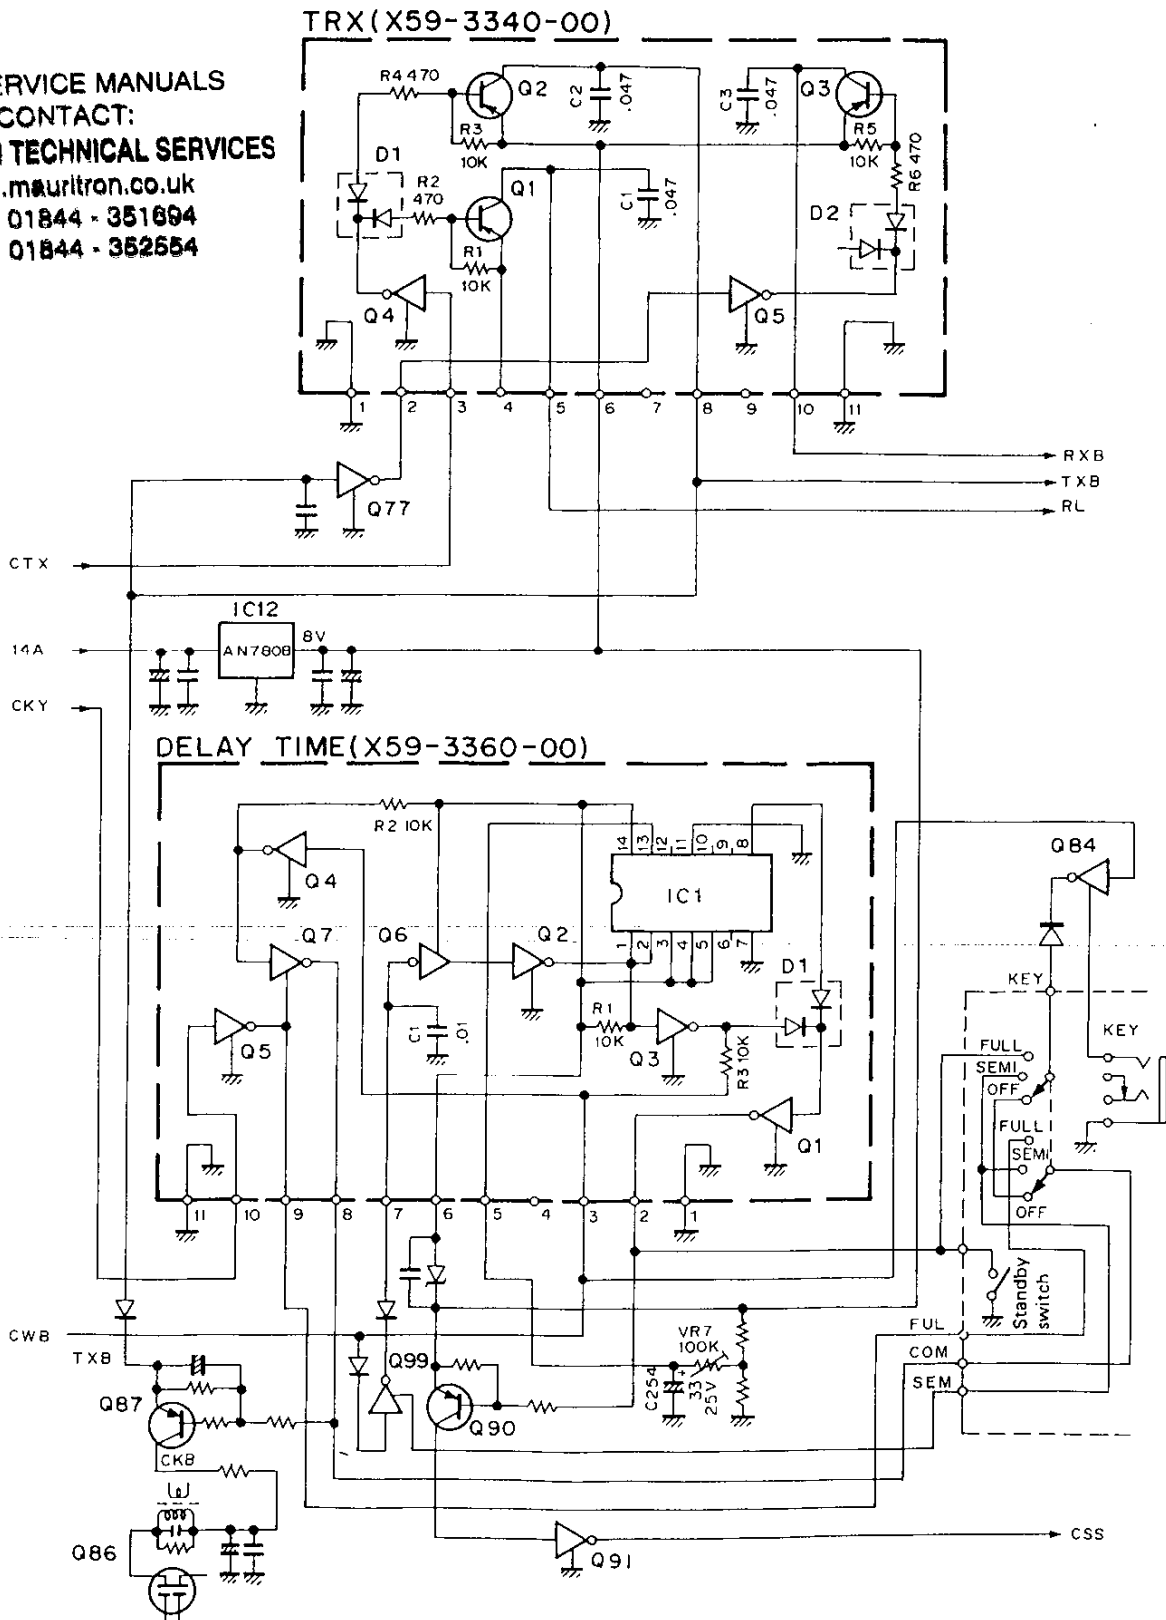 TRX(X59-3340-00)
ERVICE MANUALS
CONTACT:
TECHNICAL SERVICES
.mauritron.co.uk
01844 - 351694
01844 - 352554
R4 470
Q2
C2
.047
C3
.047
Q3
R3
10K
R5
10K
R6 470
D1
R2
470
Q1
C1
.047
D2
R1
10K
Q4
Q5
1 2 3 4 5 6 7 8 9 10 11
RXB
TXB
RL
Q77
CTX
IC12
14A
AN7808
8V
CKY
DELAY TIME(X59-3360-00)
R2 10K
14 13 12 11 10 9 8
Q84
Q4
IC1
Q7
Q6
Q2
1 2 3 4 5 6 7
D1
KEY
R1
10K
C1
.01
Q5
Q3
R3 10K
KEY
FULL
SEMI
OFF
FULL
SEMI
OFF
Q1
11 10 9 8 7 6 5 4 3 2 1
Standby
switch
CWB
FUL
VR7
100K
COM
TXB
Q99
SEM
C254
+
33
25V
Q87
Q90
CKB
Q86
Q91
CSS